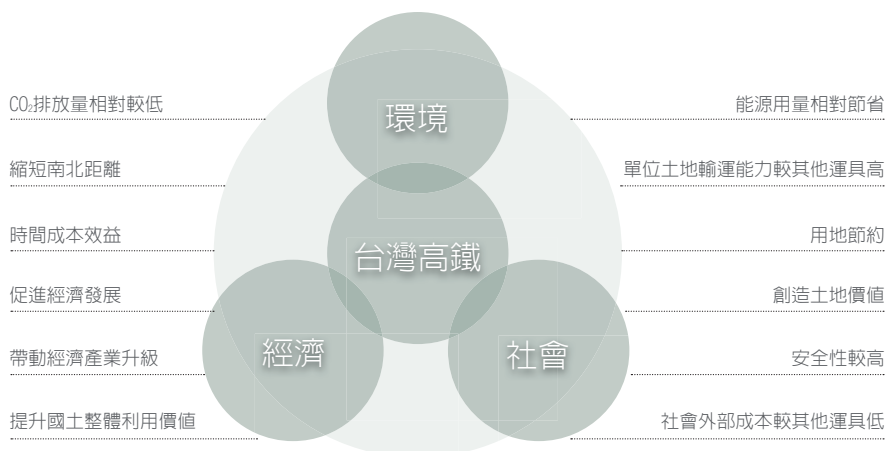 環境
CO₂排放量相對較低
能源用量相對節省
縮短南北距離
單位土地輸運能力較其他運具高
時間成本效益
用地節約
台灣高鐵
促進經濟發展
創造土地價值
帶動經濟產業升級
經濟
社會
安全性較高
提升國土整體利用價值
社會外部成本較其他運具低